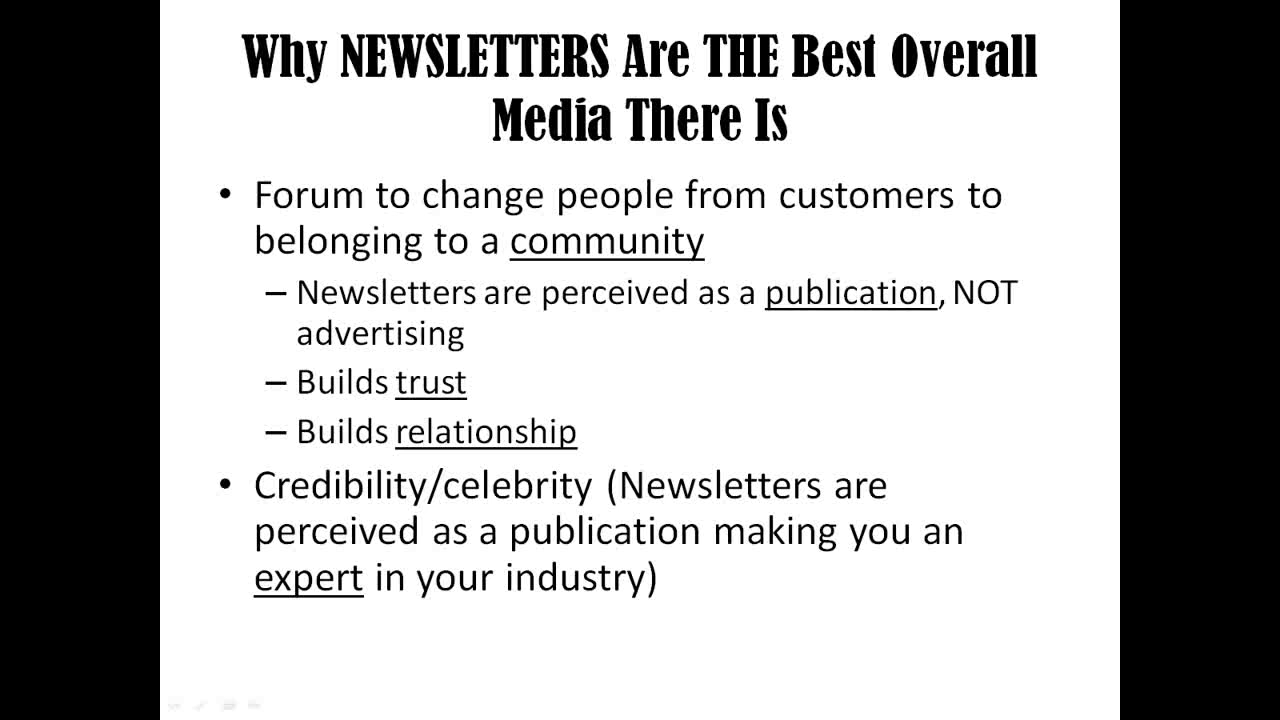 Why NEWSLETTERS Are THE Best Overall
Media There Is
• Forum to change people from customers to
belonging to a community
– Newsletters are perceived as a publication, NOT
advertising
– Builds trust
– Builds relationship
• Credibility/celebrity (Newsletters are
perceived as a publication making you an
expert in your industry)